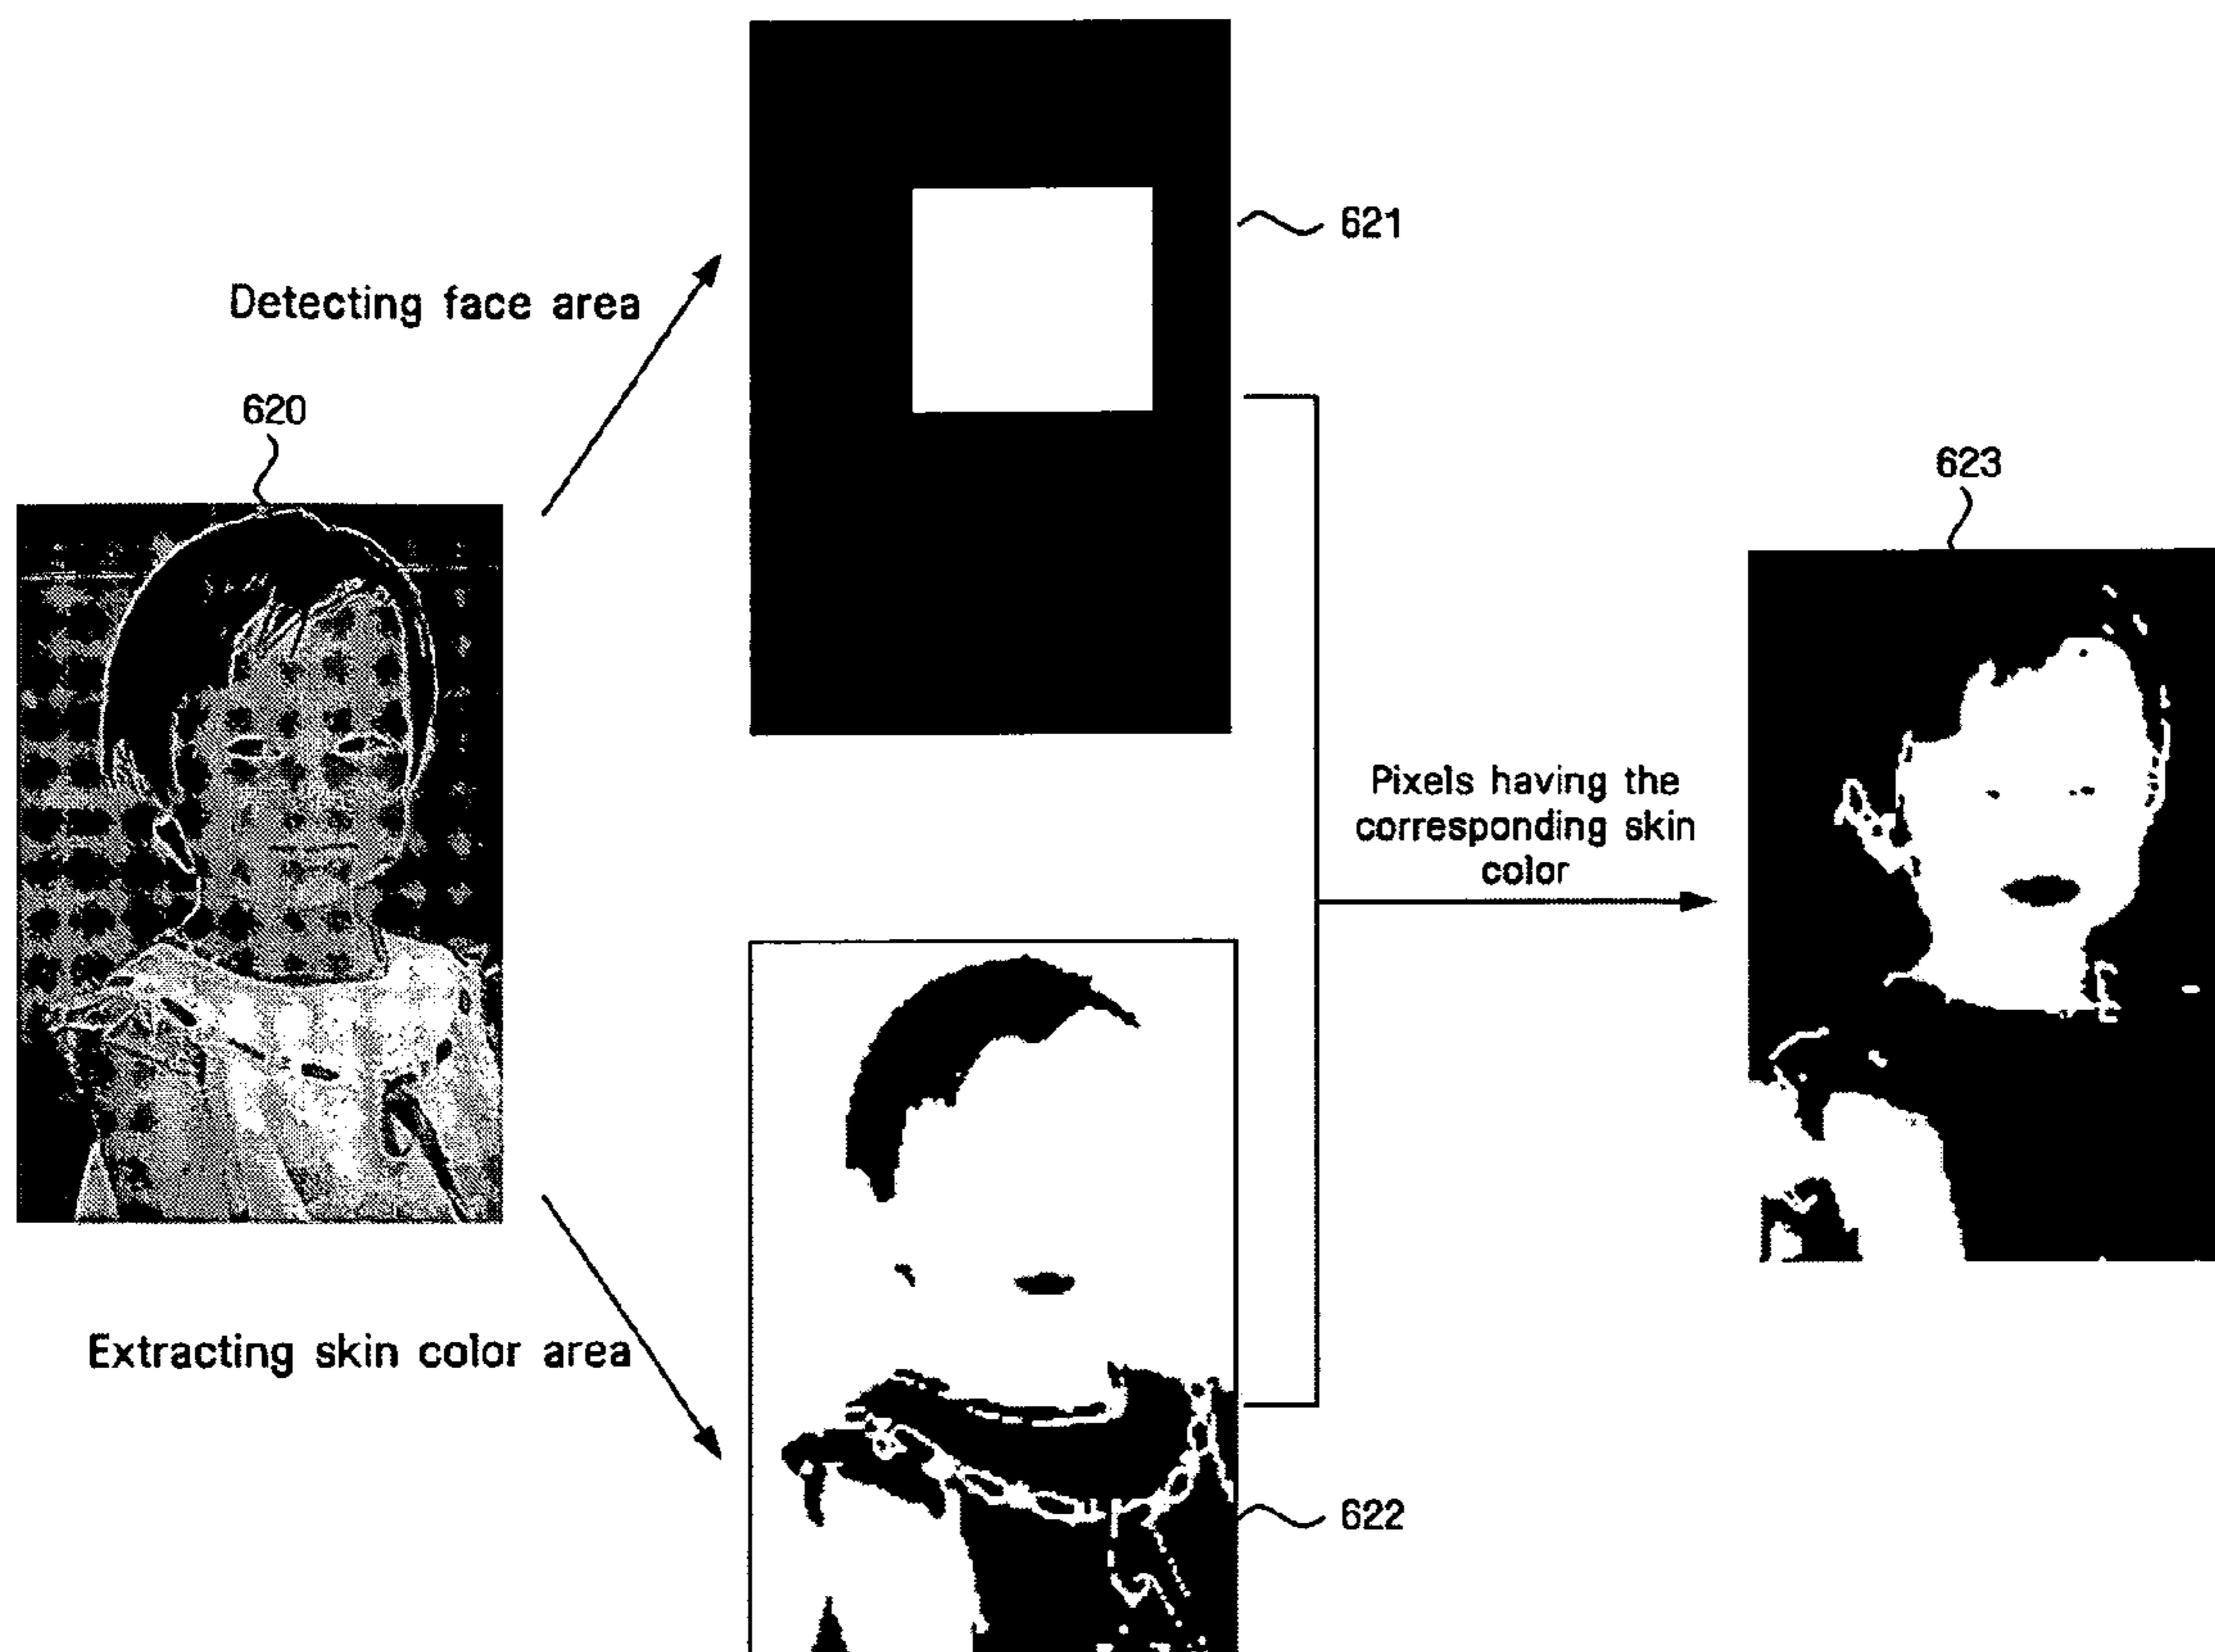 621
Detecting face area
620
623
Pixels having the
corresponding skin
color
Extracting skin color area
622